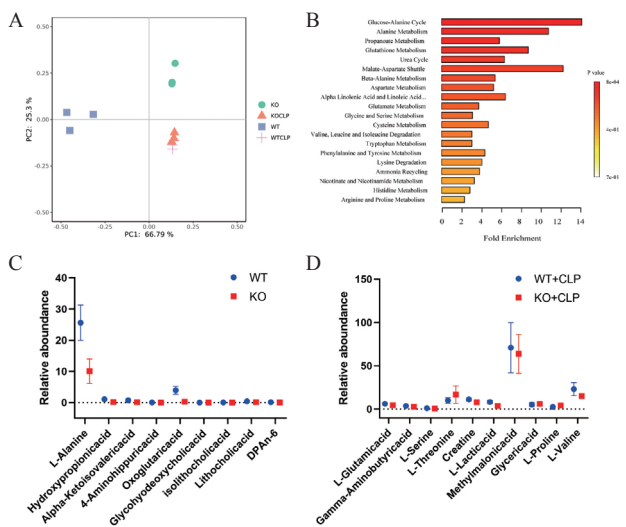 A
0.50
0.25
0.00
-0.25
-0.50
PC2: 25.3 %
-0.50
-0.25
0.00
0.25
0.50
PC1: 66.79 %
KO
KOCLP
WT
WTCLP
B
Glucose-Alanine Cycle
Alanine Metabolism
Propanoate Metabolism
Glutathione Metabolism
Urea Cycle
Malate-Aspartate Shuttle
Beta-Alanine Metabolism
Aspartate Metabolism
Alpha Linolenic Acid and Linoleic Acid...
Glutamate Metabolism
Glycine and Serine Metabolism
Cysteine Metabolism
Valine, Leucine and Isoleucine Degradation
Tryptophan Metabolism
Phenylalanine and Tyrosine Metabolism
Lysine Degradation
Ammonia Recycling
Nicotinate and Nicotinamide Metabolism
Histidine Metabolism
Arginine and Proline Metabolism
0 2 4 6 8 10 12 14
Fold Enrichment
P value
8e-04
4e-01
7e-01
C
WT
KO
Relative aboundance
40
30
20
10
0
L-Alanine
Hydroxypropionicacid
Alpha-Ketoisovalericacid
4-Aminohippuricacid
Oxoglutaricacid
Glycohyodeoxycholicacid
isolithocholicacid
Lithocholicacid
DPAn-6
D
WT+CLP
KO+CLP
Relative aboundance
150
100
50
0
L-Glutamicacid
Gamma-Aminobutyricacid
L-Serine
L-Threonine
Creatine
L-Lacticacid
Methylmalonicacid
Glycericacid
L-Proline
L-Valine